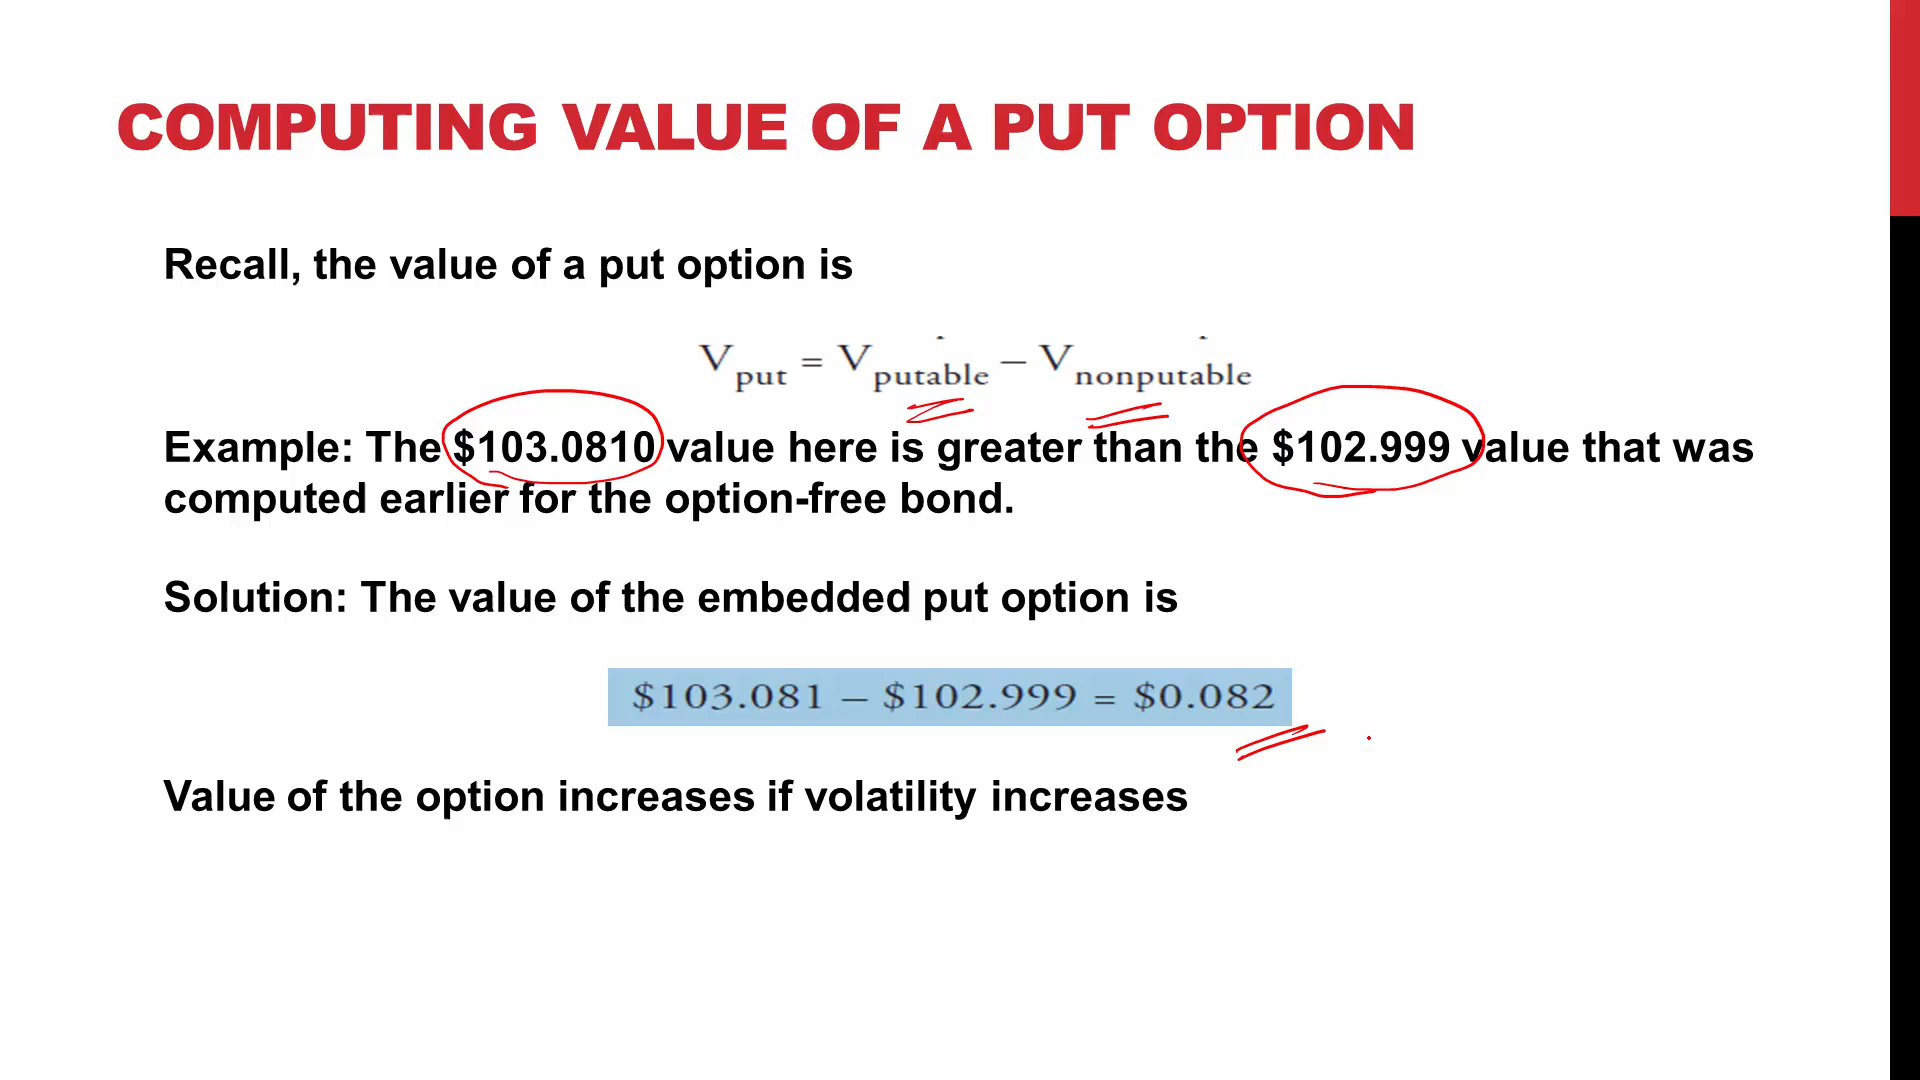 COMPUTING VALUE OF A PUT OPTION
Recall, the value of a put option is
Vput = Vputable − Vnonputable
Example: The $103.0810 value here is greater than the $102.999 value that was
computed earlier for the option-free bond.
Solution: The value of the embedded put option is
$103.081 − $102.999 = $0.082
Value of the option increases if volatility increases